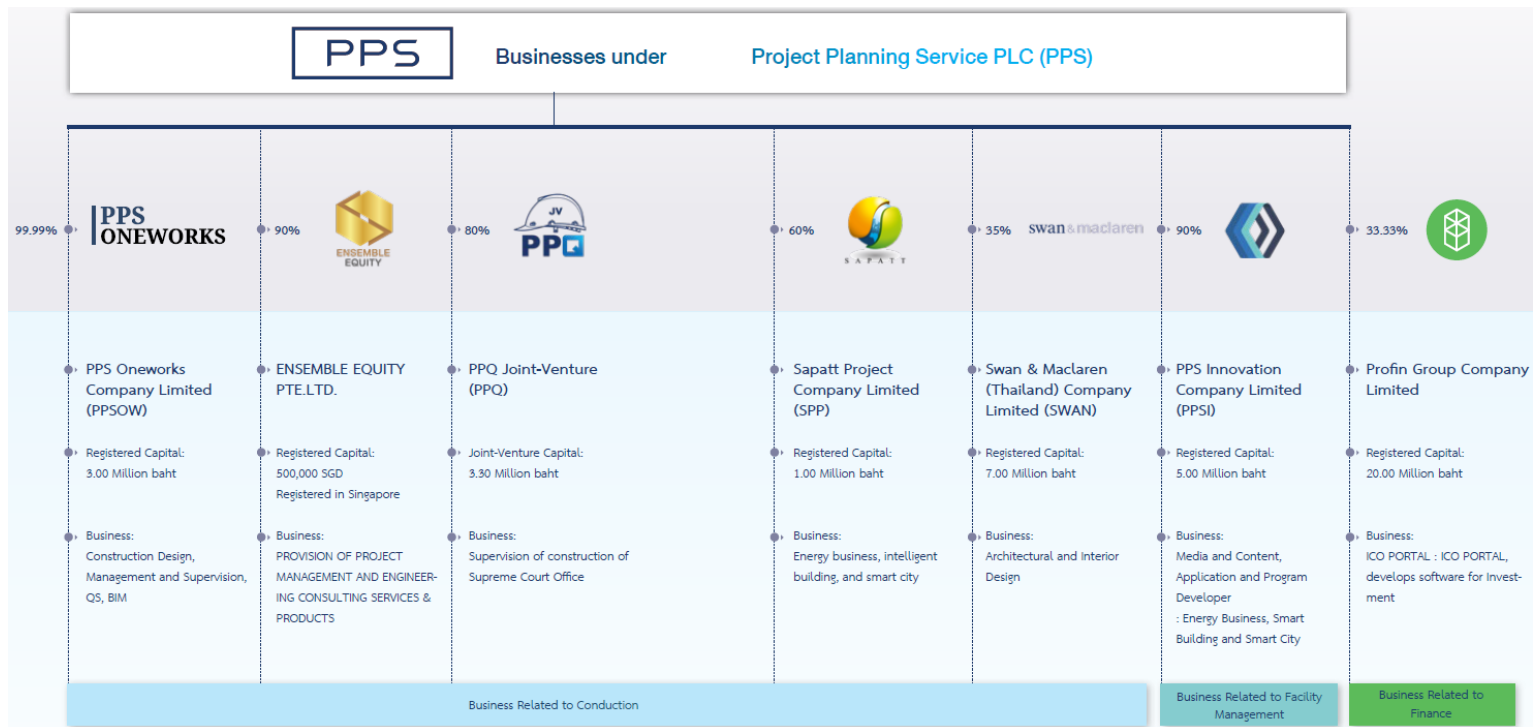 PPS Businesses under Project Planning Service PLC (PPS)
99.99%
PPS
ONEWORKS
90%
ENSEMBLE
EQUITY
80%
JV
PPQ
60%
SAPATT
35%
swan&maclaren
90%
33.33%
PPS Oneworks
Company Limited
(PPSOW)
Registered Capital:
3.00 Million baht
Business:
Construction Design,
Management and Supervision,
QS, BIM
ENSEMBLE EQUITY
PTE.LTD.
Registered Capital:
500,000 SGD
Registered in Singapore
Business:
PROVISION OF PROJECT
MANAGEMENT AND ENGINEER-
ING CONSULTING SERVICES &
PRODUCTS
PPQ Joint-Venture
(PPQ)
Joint-Venture Capital:
3.30 Million baht
Business:
Supervision of construction of
Supreme Court Office
Sapatt Project
Company Limited
(SPP)
Registered Capital:
1.00 Million baht
Business:
Energy business, intelligent
building, and smart city
Swan & Maclaren
(Thailand) Company
Limited (SWAN)
Registered Capital:
7.00 Million baht
Business:
Architectural and Interior
Design
PPS Innovation
Company Limited
(PPSI)
Registered Capital:
5.00 Million baht
Business:
Media and Content,
Application and Program
Developer
: Energy Business, Smart
Building and Smart City
Profin Group Company
Limited
Registered Capital:
20.00 Million baht
Business:
ICO PORTAL : ICO PORTAL,
develops software for Invest-
ment
Business Related to Conduction
Business Related to Facility
Management
Business Related to
Finance